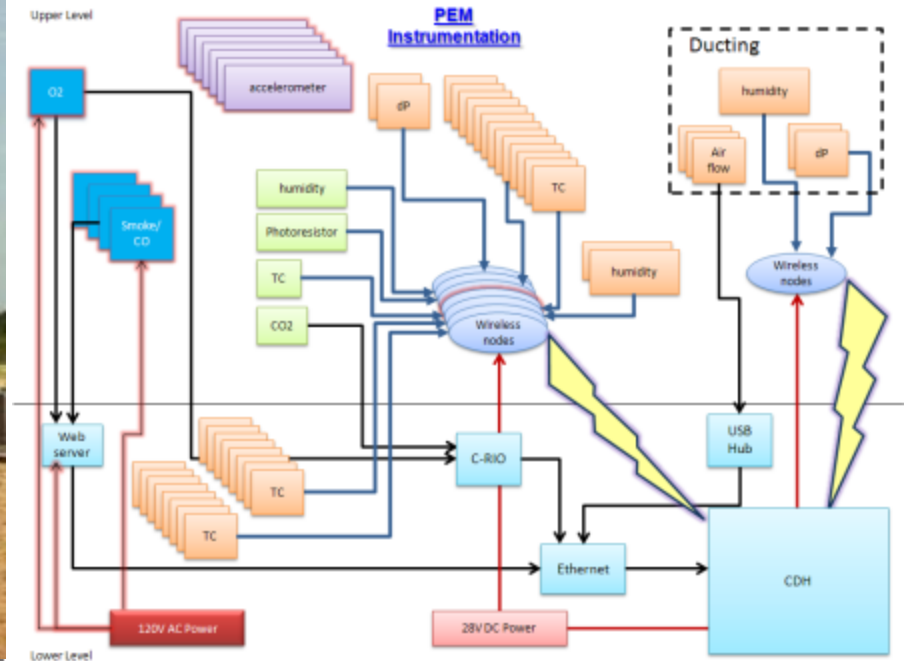 Upper Level
PEM
Instrumentation
Ducting
O2
accelerometer
dP
humidity
TC
Air
flow
dP
humidity
Smoke/
CO
Photoresistor
TC
humidity
Wireless
nodes
CO2
Wireless
nodes
Web
server
C-RIO
USB
Hub
TC
TC
Ethernet
CDH
120V AC Power
28V DC Power
Lower Level